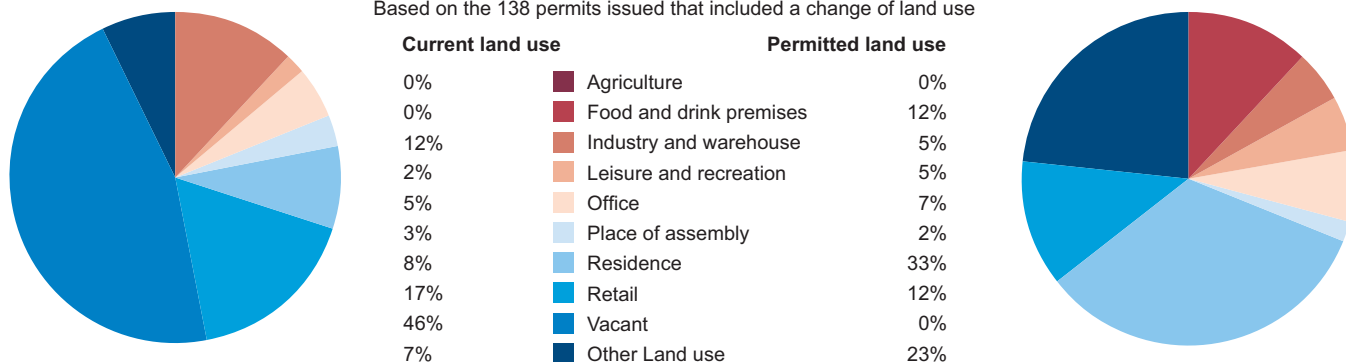 Based on the 138 permits issued that included a change of land use
Current land use Permitted land use
0% Agriculture 0%
0% Food and drink premises 12%
12% Industry and warehouse 5%
2% Leisure and recreation 5%
5% Office 7%
3% Place of assembly 2%
8% Residence 33%
17% Retail 12%
46% Vacant 0%
7% Other Land use 23%